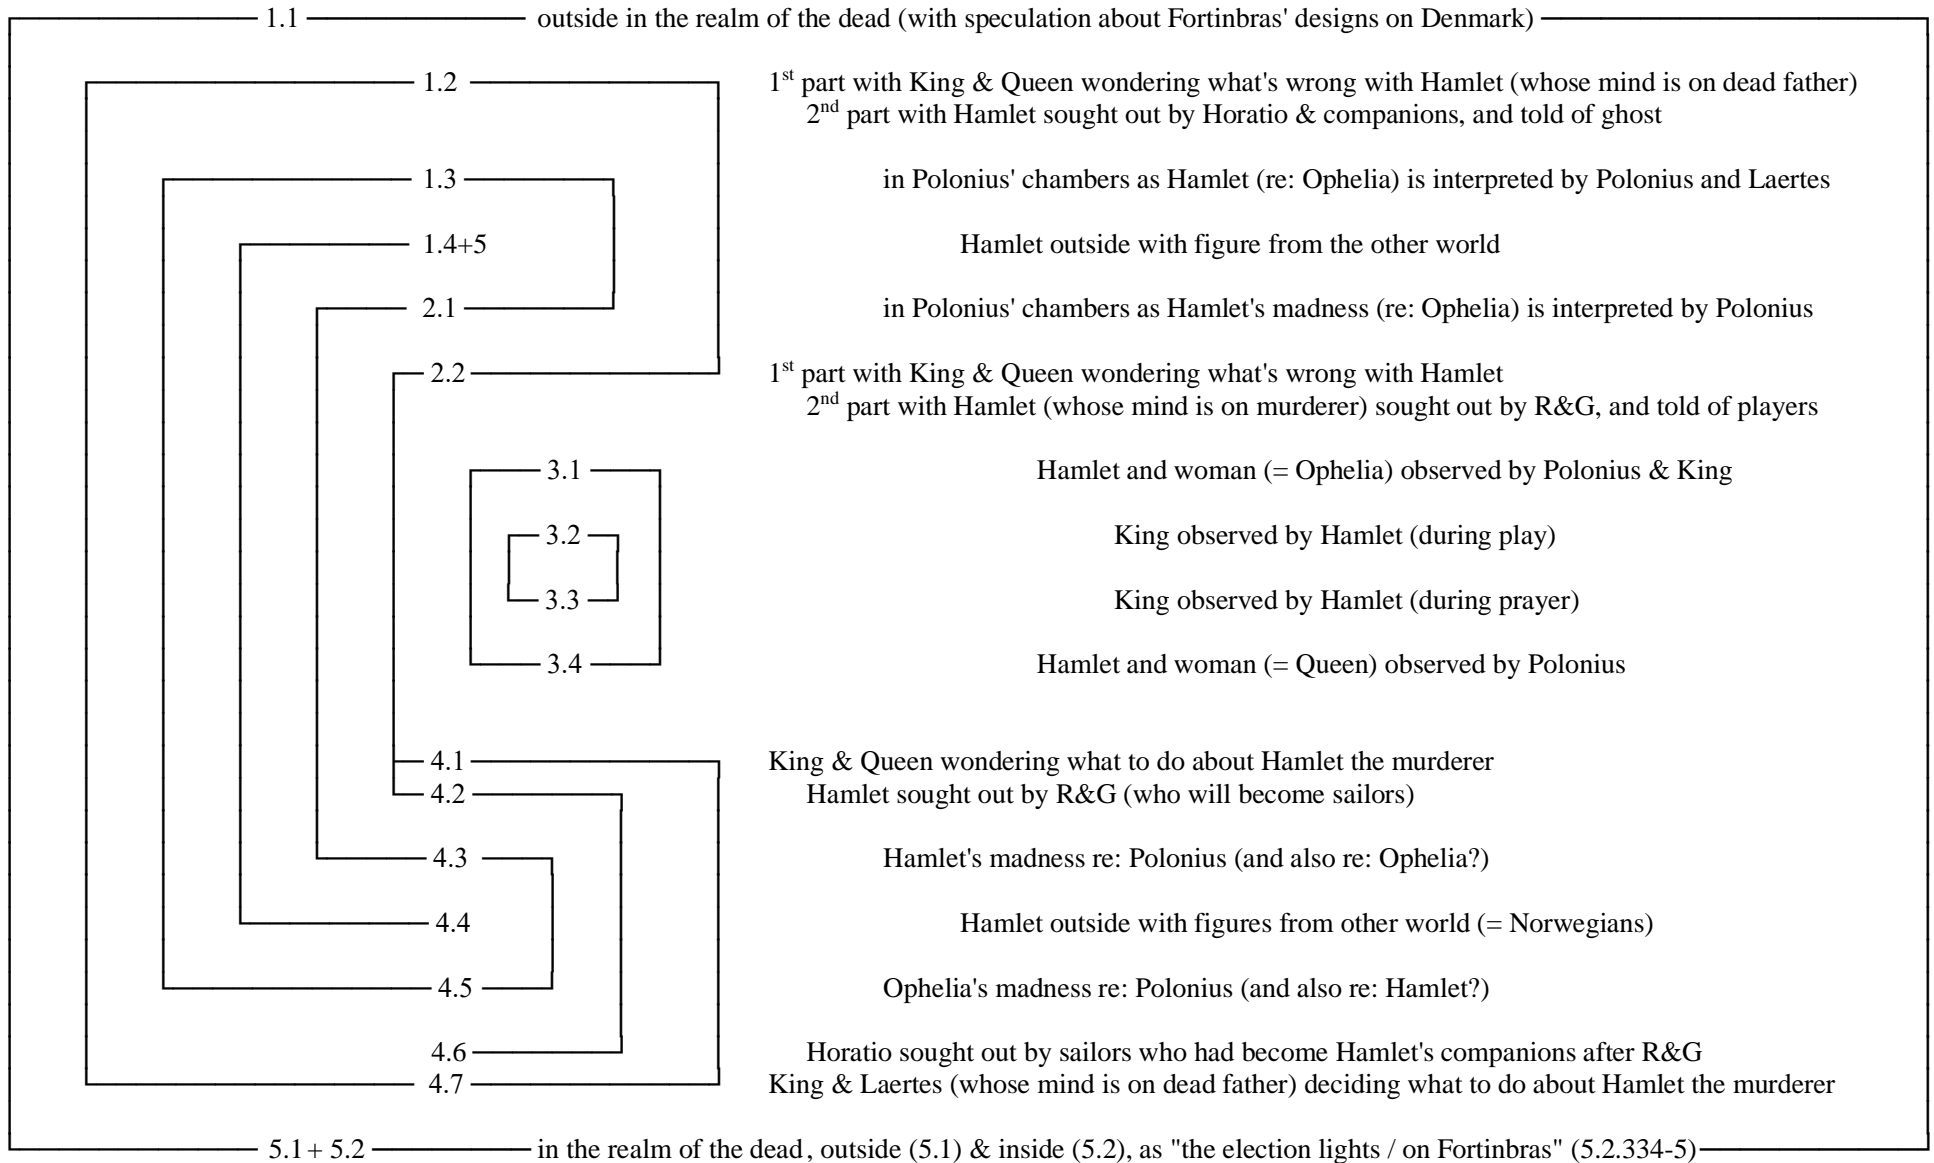 1.1 outside in the realm of the dead (with speculation about Fortinbras' designs on Denmark)
1.2 1st part with King & Queen wondering what's wrong with Hamlet (whose mind is on dead father)
2nd part with Hamlet sought out by Horatio & companions, and told of ghost
1.3 in Polonius' chambers as Hamlet (re: Ophelia) is interpreted by Polonius and Laertes
1.4+5 Hamlet outside with figure from the other world
2.1 in Polonius' chambers as Hamlet's madness (re: Ophelia) is interpreted by Polonius
2.2 1st part with King & Queen wondering what's wrong with Hamlet
2nd part with Hamlet (whose mind is on murderer) sought out by R&G, and told of players
3.1 Hamlet and woman (= Ophelia) observed by Polonius & King
3.2 King observed by Hamlet (during play)
3.3 King observed by Hamlet (during prayer)
3.4 Hamlet and woman (= Queen) observed by Polonius
4.1 King & Queen wondering what to do about Hamlet the murderer
4.2 Hamlet sought out by R&G (who will become sailors)
4.3 Hamlet's madness re: Polonius (and also re: Ophelia?)
4.4 Hamlet outside with figures from other world (= Norwegians)
4.5 Ophelia's madness re: Polonius (and also re: Hamlet?)
4.6 Horatio sought out by sailors who had become Hamlet's companions after R&G
4.7 King & Laertes (whose mind is on dead father) deciding what to do about Hamlet the murderer
5.1 + 5.2 in the realm of the dead, outside (5.1) & inside (5.2), as "the election lights / on Fortinbras" (5.2.334-5)